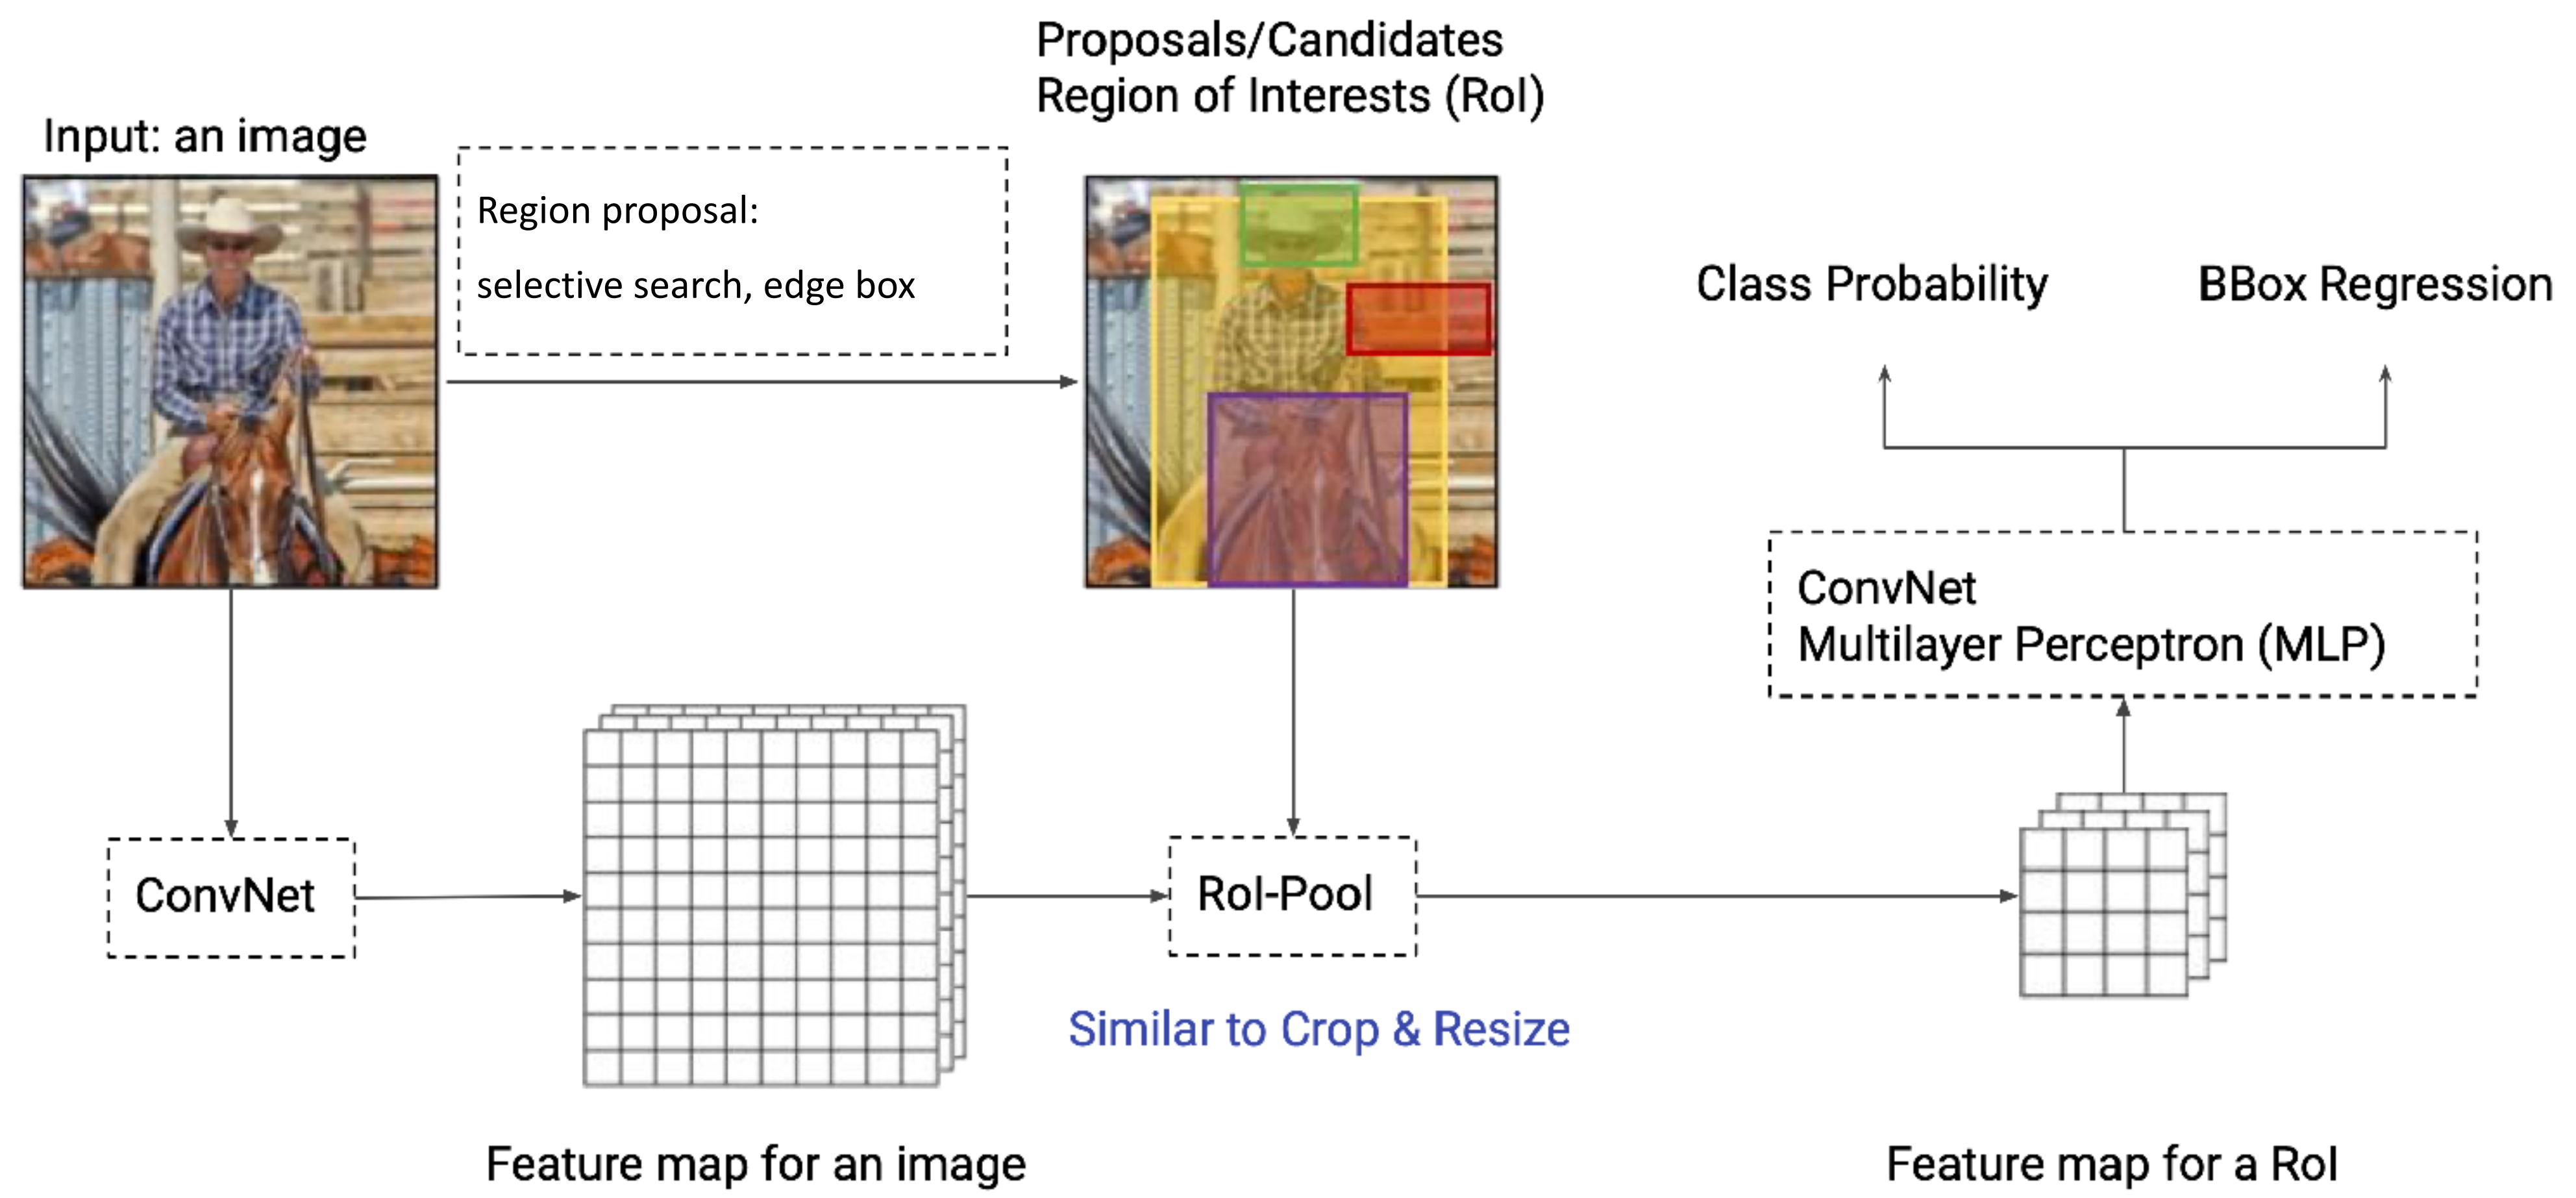 Proposals/Candidates
Region of Interests (RoI)
Input: an image
Region proposal:
selective search, edge box
Class Probability
BBox Regression
ConvNet
Multilayer Perceptron (MLP)
ConvNet
RoI-Pool
Similar to Crop & Resize
Feature map for an image
Feature map for a RoI